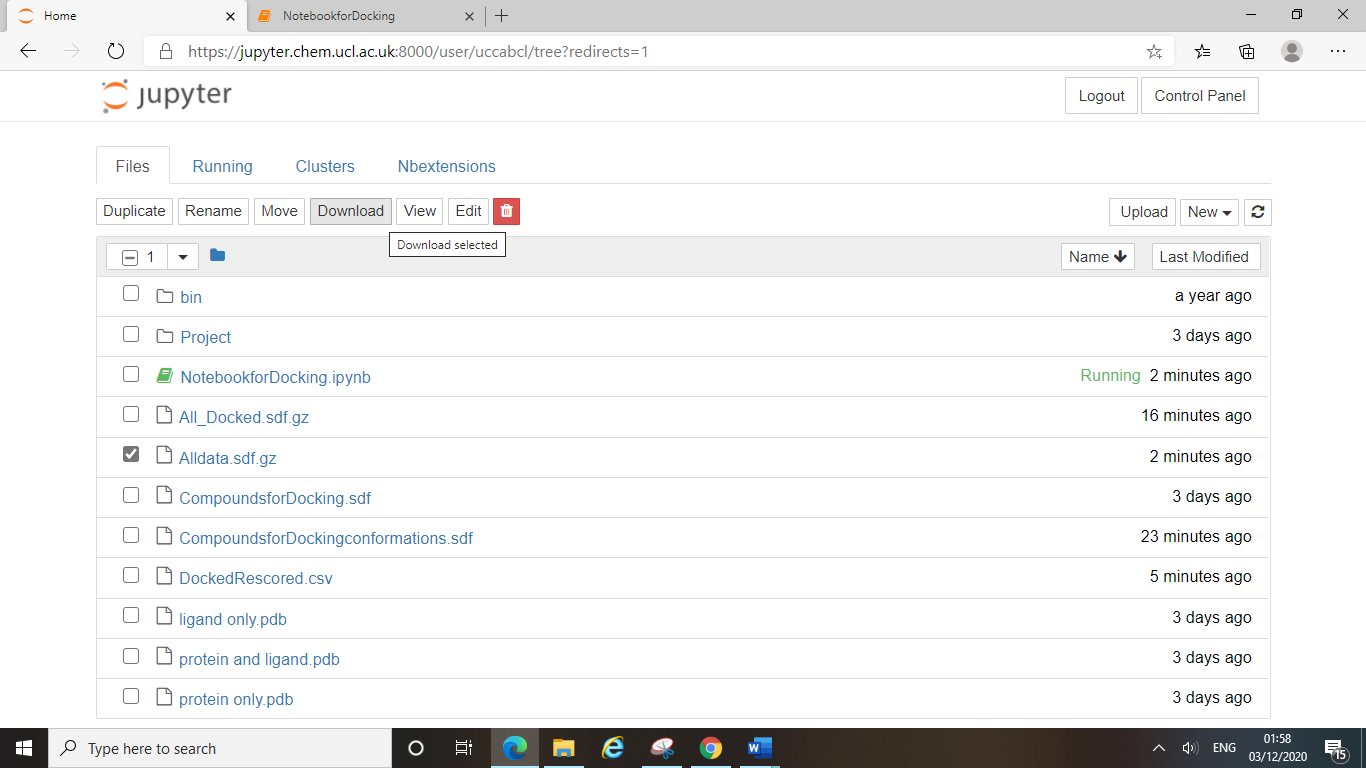 Home
NotebookforDocking
https://jupyter.chem.ucl.ac.uk:8000/user/uccabcl/tree?redirects=1
jupyter
Logout
Control Panel
Files
Running
Clusters
Nbextensions
Duplicate
Rename
Move
Download
View
Edit
Upload
New
Download selected
1
Name
Last Modified
bin
a year ago
Project
3 days ago
NotebookforDocking.ipynb
Running 2 minutes ago
All_Docked.sdf.gz
16 minutes ago
Alldata.sdf.gz
2 minutes ago
CompoundsforDocking.sdf
3 days ago
CompoundsforDockingconformations.sdf
23 minutes ago
DockedRescored.csv
5 minutes ago
ligand only.pdb
3 days ago
protein and ligand.pdb
3 days ago
protein only.pdb
3 days ago
Type here to search
ENG
01:58
03/12/2020
15